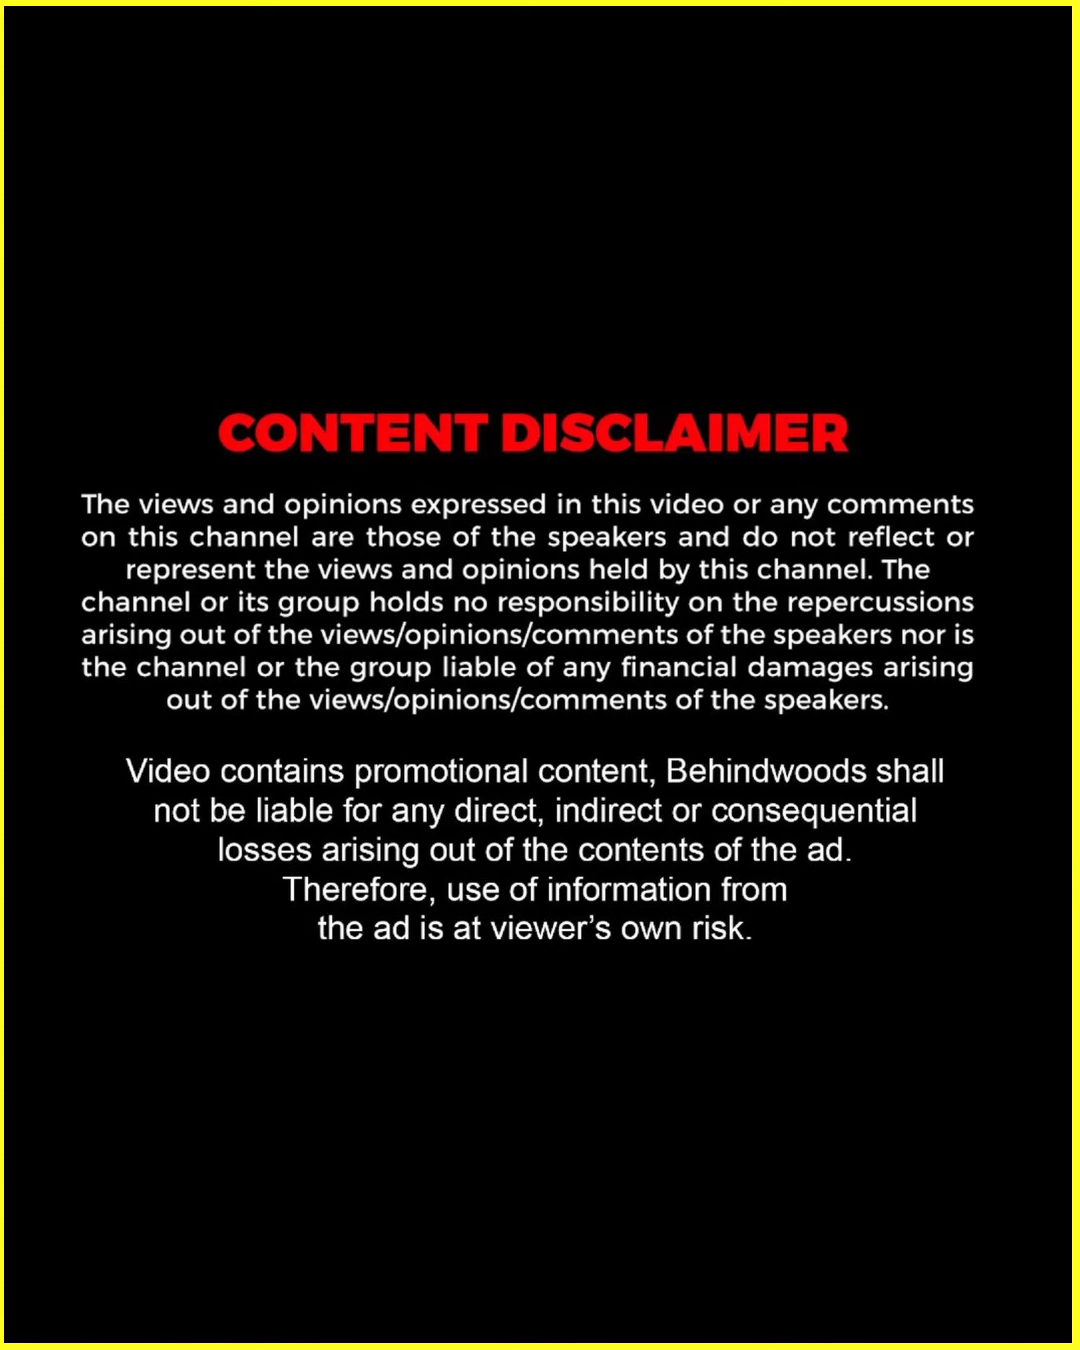 CONTENT DISCLAIMER
The views and opinions expressed in this video or any comments
on this channel are those of the speakers and do not reflect or
represent the views and opinions held by this channel. The
channel or its group holds no responsibility on the repercussions
arising out of the views/opinions/comments of the speakers nor is
the channel or the group liable of any financial damages arising
out of the views/opinions/comments of the speakers.
Video contains promotional content, Behindwoods shall
not be liable for any direct, indirect or consequential
losses arising out of the contents of the ad.
Therefore, use of information from
the ad is at viewer’s own risk.